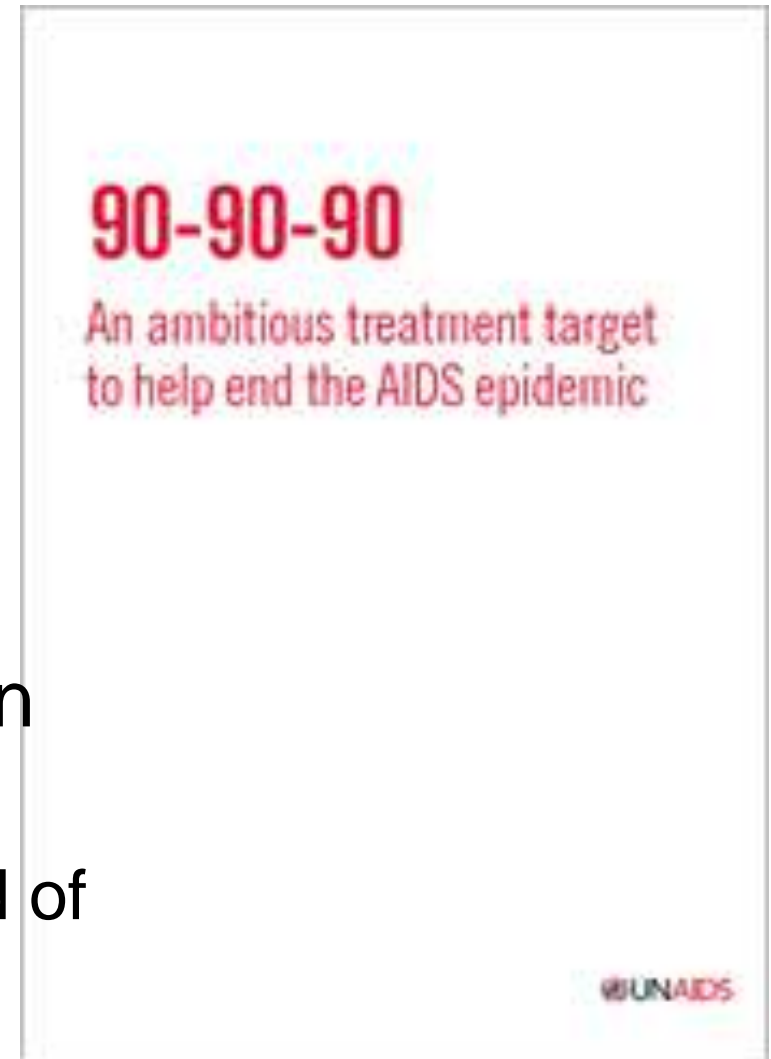 90-90-90
An ambitious treatment target
to help end the AIDS epidemic
n
of
UNAIDS